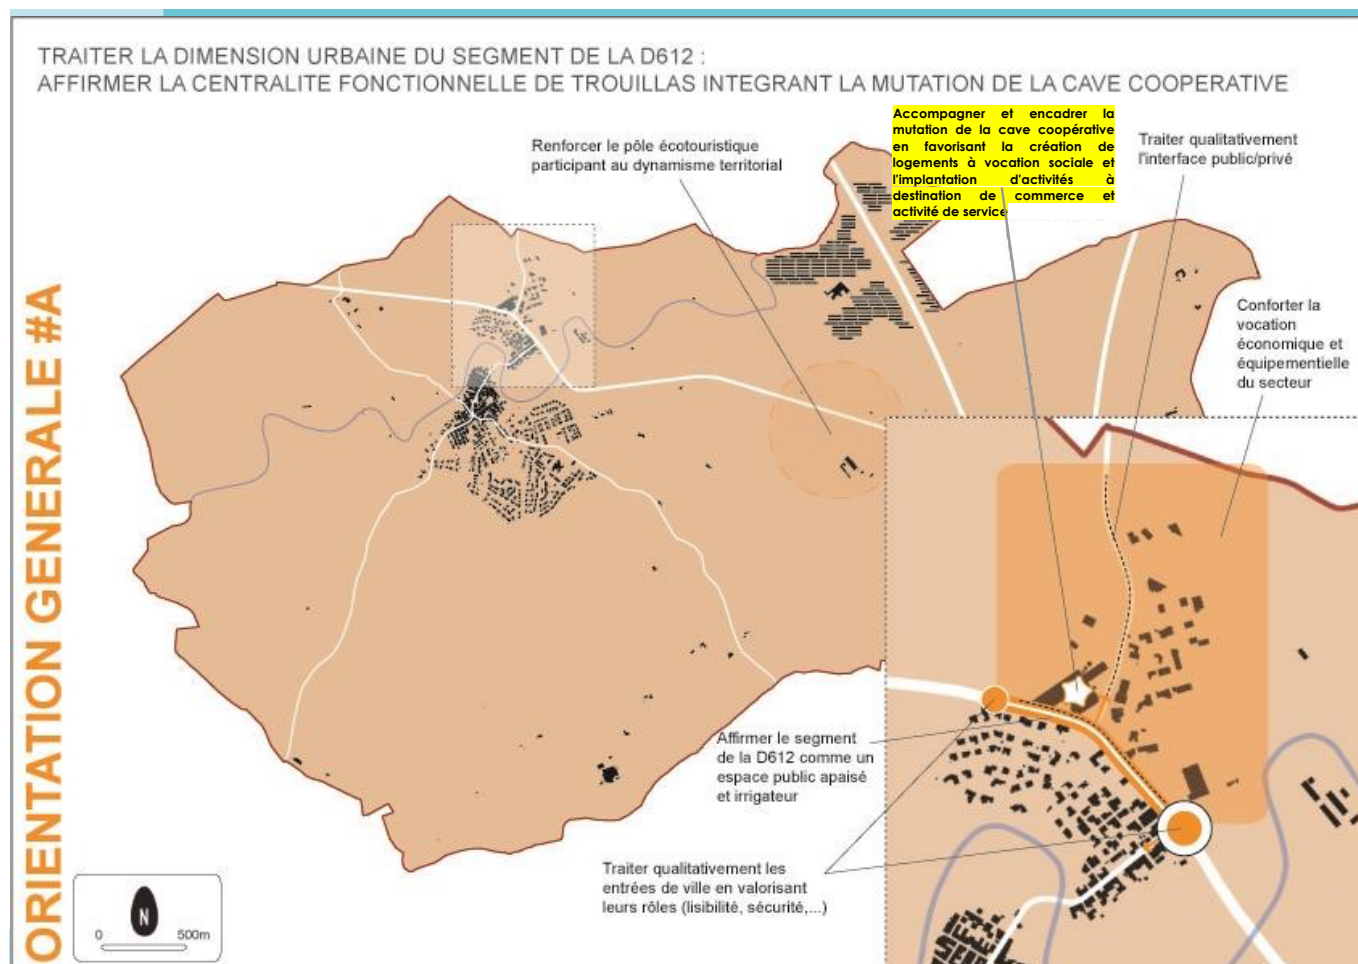 TRAITER LA DIMENSION URBAINE DU SEGMENT DE LA D612 :
AFFIRMER LA CENTRALITE FONCTIONNELLE DE TROUILLAS INTEGRANT LA MUTATION DE LA CAVE COOPERATIVE
ORIENTATION GENERALE #A
Renforcer le pôle écotouristique
participant au dynamisme territorial
Accompagner et encadrer la
mutation de la cave coopérative
en favorisant la création de
logements à vocation sociale et
l'implantation d'activités à
destination de commerce et
activité de service
Traiter qualitativement
l'interface public/privé
Conforter la
vocation
économique et
équipementielle
du secteur
Affirmer le segment
de la D612 comme un
espace public apaisé
et irrigateur
Traiter qualitativement les
entrées de ville en valorisant
leurs rôles (lisibilité, sécurité,...)
N
0 500m